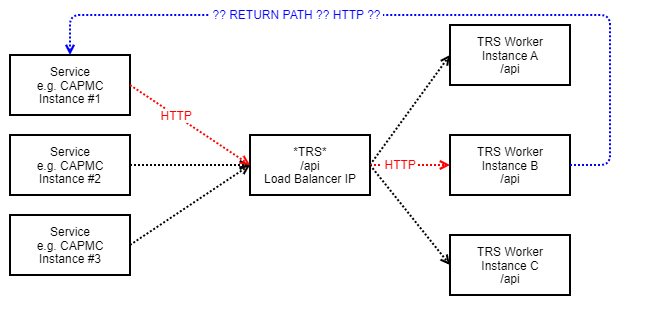 ?? RETURN PATH ?? HTTP ??
Service
e.g. CAPMC
Instance #1
HTTP
Service
e.g. CAPMC
Instance #2
Service
e.g. CAPMC
Instance #3
*TRS*
/api
Load Balancer IP
HTTP
TRS Worker
Instance A
/api
TRS Worker
Instance B
/api
TRS Worker
Instance C
/api